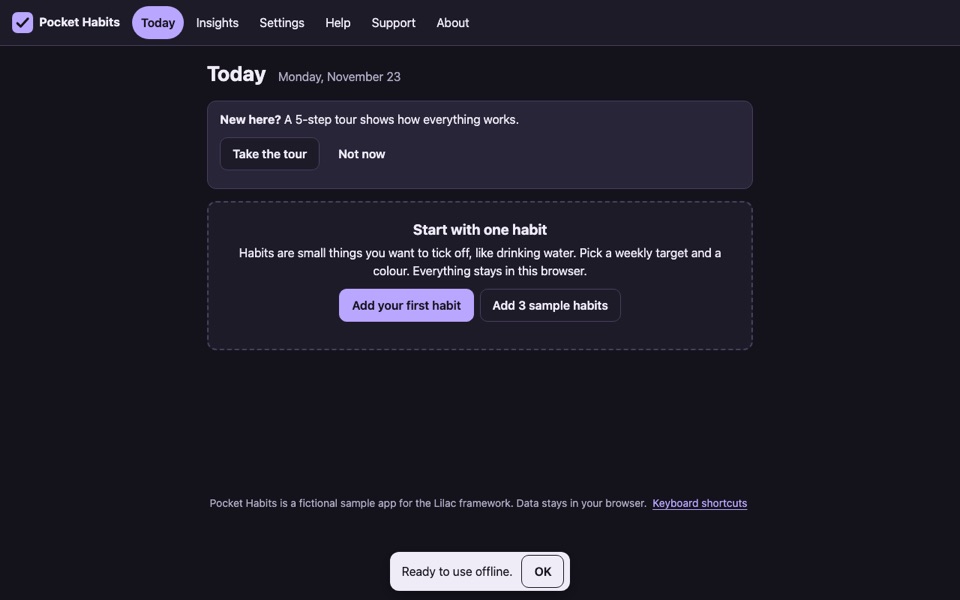 Pocket Habits Today Insights Settings Help Support About
Today Monday, November 23
New here? A 5-step tour shows how everything works.
Take the tour Not now
Start with one habit
Habits are small things you want to tick off, like drinking water. Pick a weekly target and a
colour. Everything stays in this browser.
Add your first habit Add 3 sample habits
Pocket Habits is a fictional sample app for the Lilac framework. Data stays in your browser. Keyboard shortcuts
Ready to use offline. OK